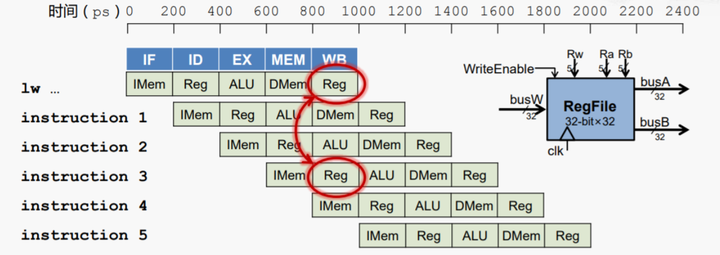 时间（ps）0 200 400 600 800 1000 1200 1400 1600 1800 2000 2200 2400
IF ID EX MEM WB
lw … IMem Reg ALU DMem Reg
instruction 1 IMem Reg ALU DMem Reg
instruction 2 IMem Reg ALU DMem Reg
instruction 3 IMem Reg ALU DMem Reg
instruction 4 IMem Reg ALU DMem Reg
instruction 5 IMem Reg ALU DMem Reg
Rw Ra Rb
WriteEnable 5 5 5
busA
32
busW
32
RegFile
32-bit×32
busB
32
clk